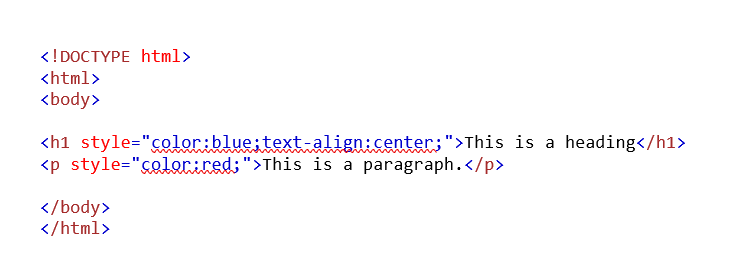 <!DOCTYPE html>
<html>
<body>
<h1 style="color:blue;text-align:center;">This is a heading</h1>
<p style="color:red;">This is a paragraph.</p>
</body>
</html>